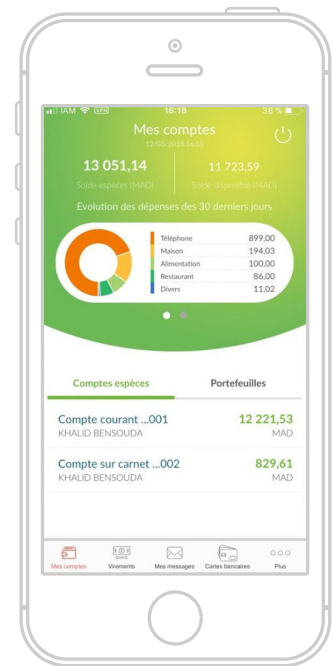 IAM VPN 16:18 38 %
Mes comptes
12/03/2018 16:18
13 051,14 11 723,59
Solde espèces (MAD) Solde disponible (MAD)
Evolution des dépenses des 30 derniers jours
Téléphone 899,00
Maison 194,03
Alimentation 100,00
Restaurant 86,00
Divers 11,02
Comptes espèce Portefeuilles
Compte courant ...001 12 221,53
KHALID BENSOUDA MAD
Compte sur carnet ...002 829,61
KHALID BENSOUDA MAD
Mes comptes Virements Mes messages Cartes bancaires Plus